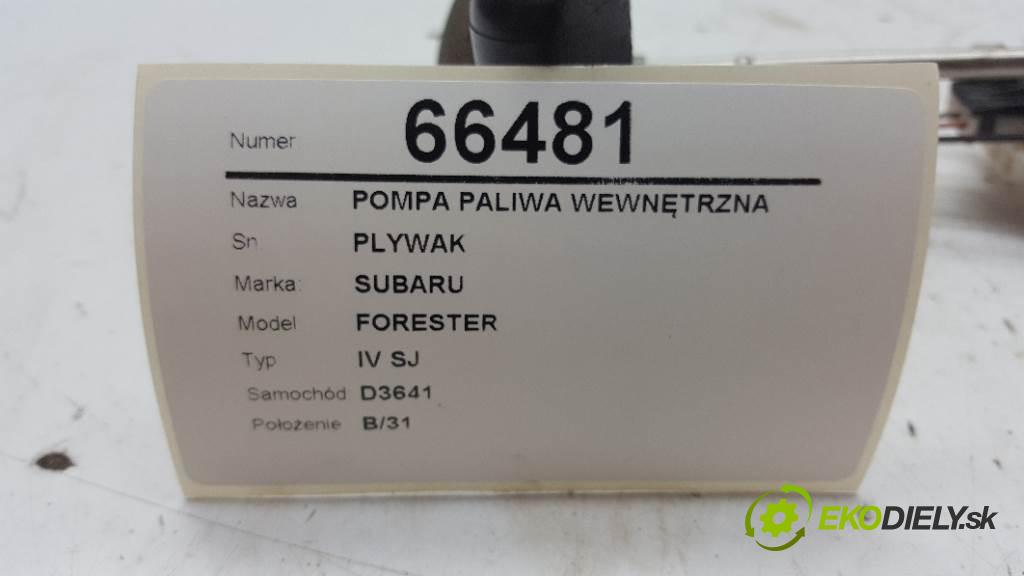 Numer 66481
Nazwa POMPA PALIWA WEWNĘTRZNA
Sn PLYWAK
Marka: SUBARU
Model FORESTER
Typ IV SJ
Samochód D3641
Położenie B/31
EKODIELY.sk